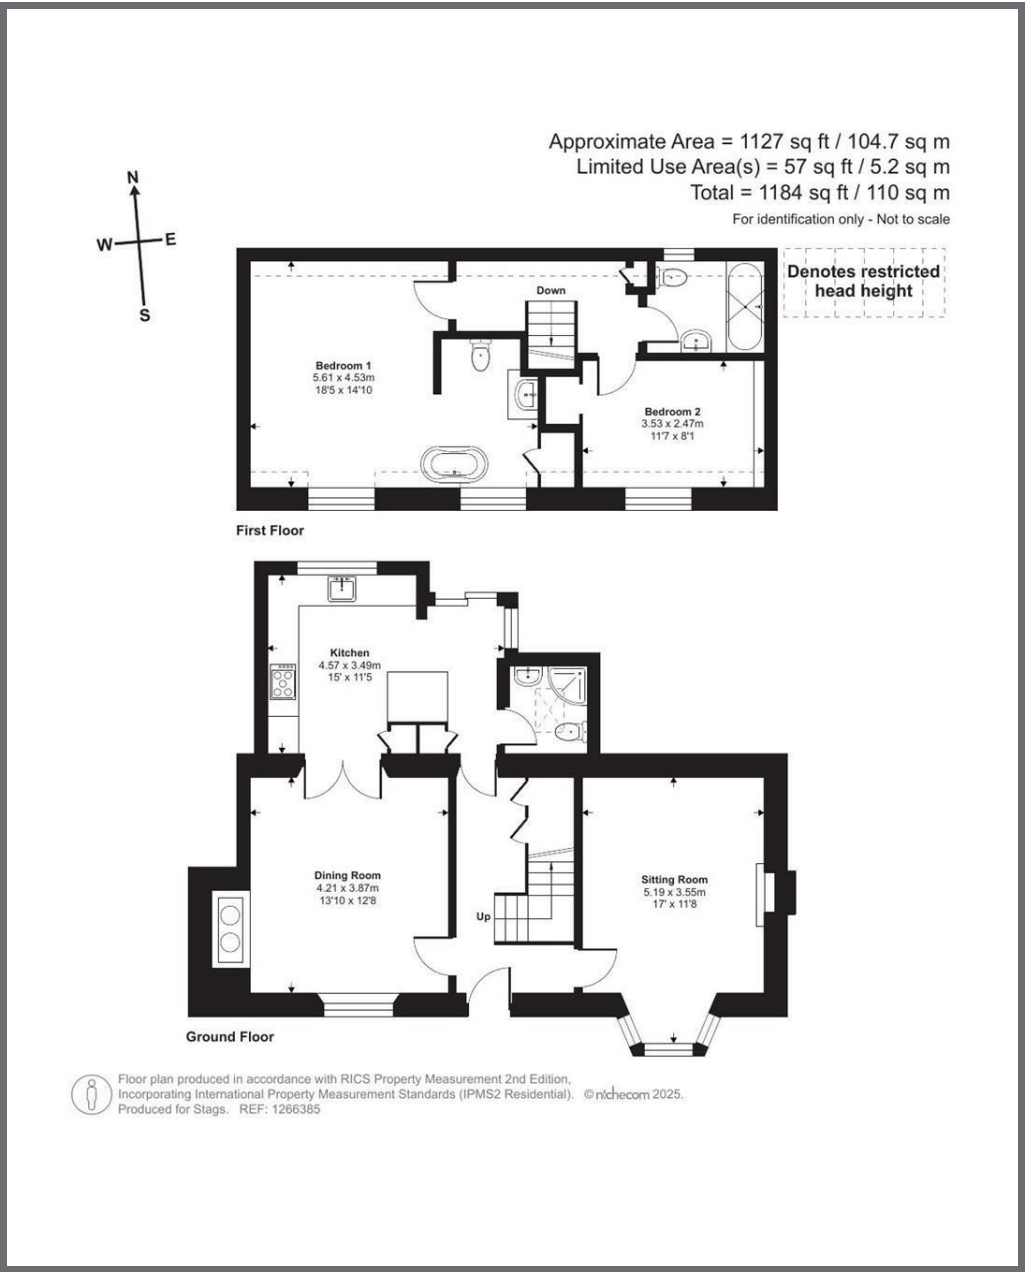 Approximate Area = 1127 sq ft / 104.7 sq m
Limited Use Area(s) = 57 sq ft / 5.2 sq m
Total = 1184 sq ft / 110 sq m
For identification only - Not to scale
N
W
E
S
Denotes restricted
head height
Down
Bedroom 1
5.61 x 4.53m
18'5 x 14'10
Bedroom 2
3.53 x 2.47m
11'7 x 8'1
First Floor
Kitchen
4.57 x 3.49m
15' x 11'5
Dining Room
4.21 x 3.87m
13'10 x 12'8
Sitting Room
5.19 x 3.55m
17' x 11'8
Up
Ground Floor
Floor plan produced in accordance with RICS Property Measurement 2nd Edition,
Incorporating International Property Measurement Standards (IPMS2 Residential). © nichecom 2025.
Produced for Stags. REF: 1266385